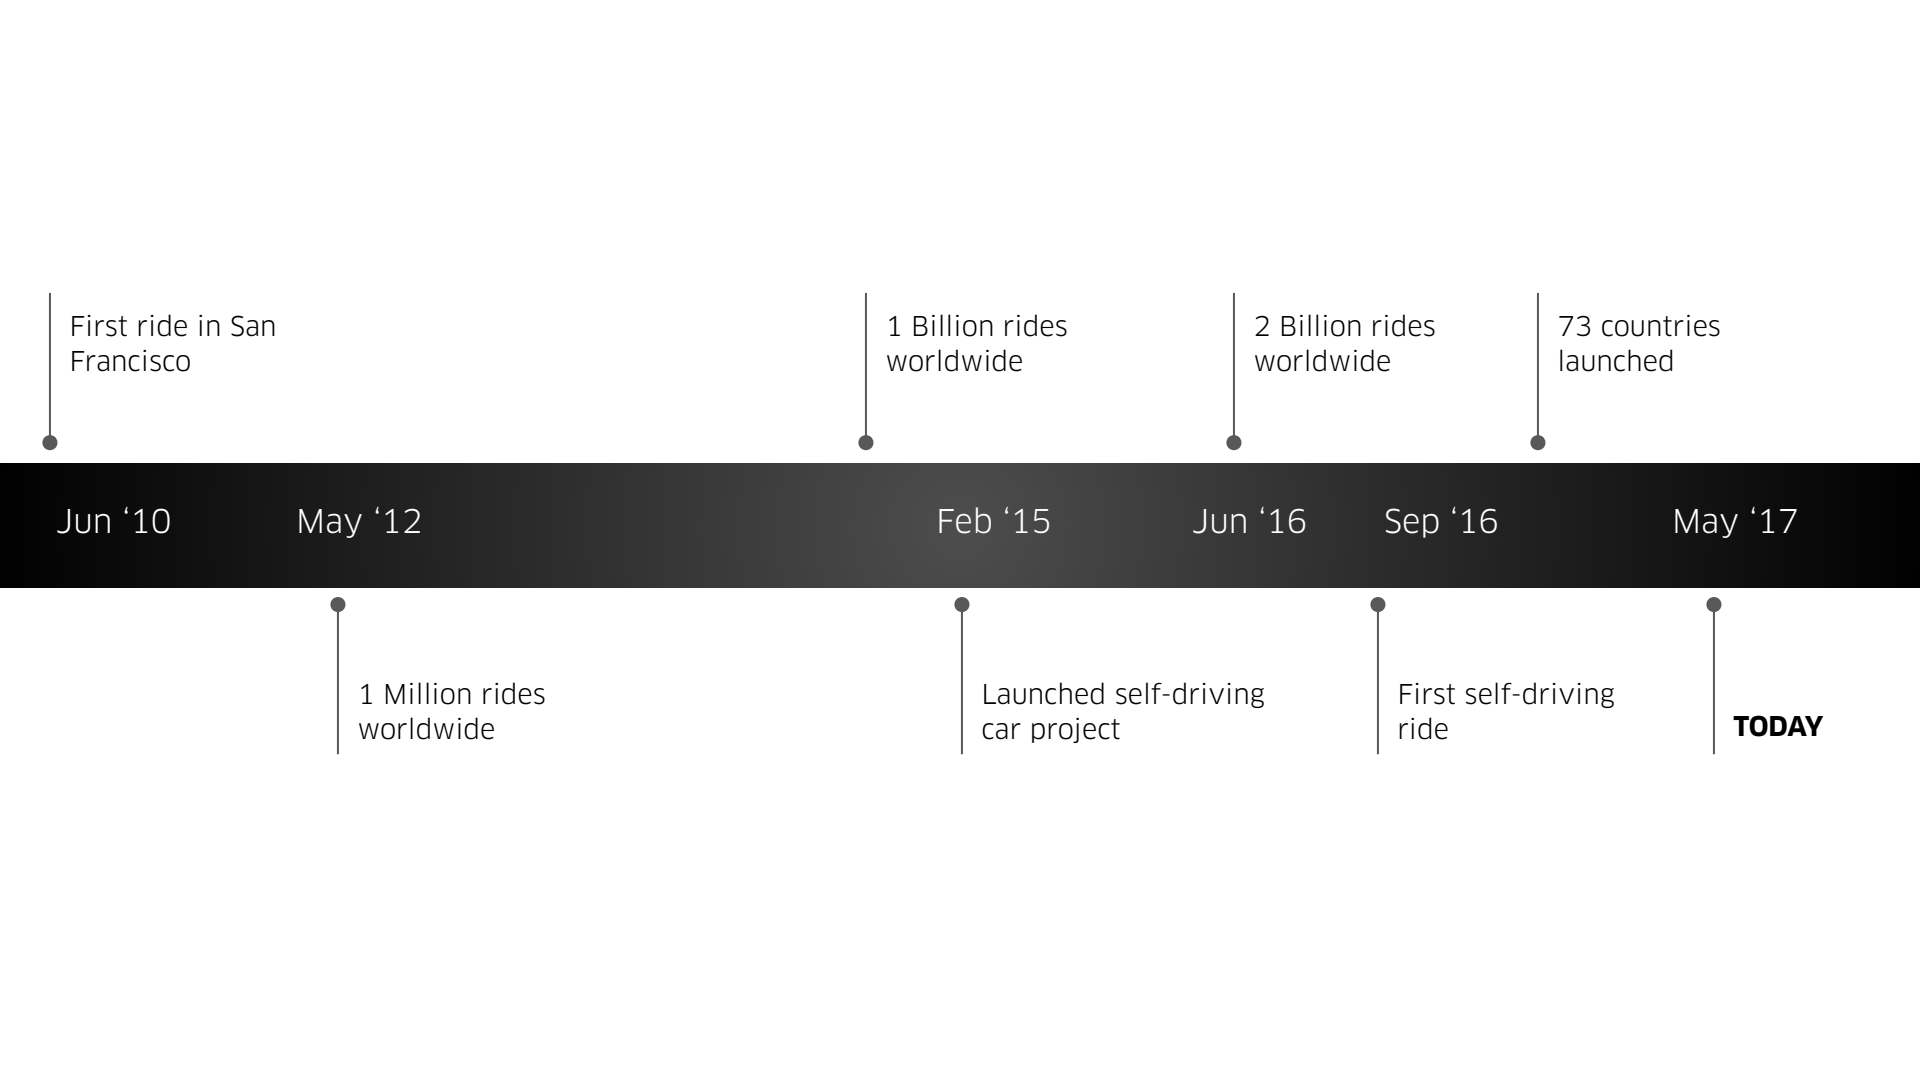 First ride in San
Francisco
1 Billion rides
worldwide
2 Billion rides
worldwide
73 countries
launched
Jun ‘10
May ‘12
Feb ‘15
Jun ‘16
Sep ‘16
May ‘17
1 Million rides
worldwide
Launched self-driving
car project
First self-driving
ride
TODAY